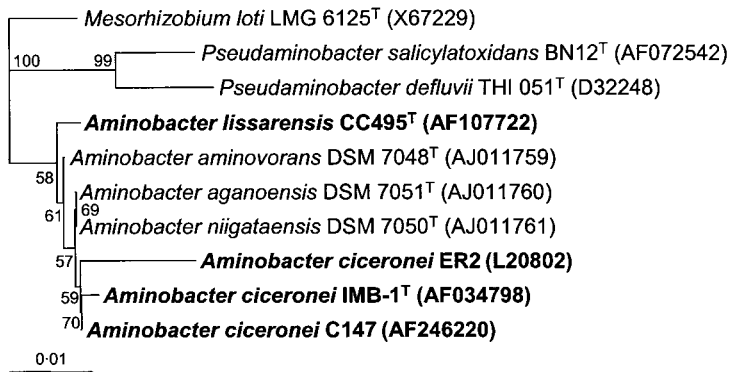 Mesorhizobium loti LMG 6125ᵀ (X67229)
100
99
Pseudaminobacter salicylatoxidans BN12ᵀ (AF072542)
Pseudaminobacter defluvii THI 051ᵀ (D32248)
Aminobacter lissarensis CC495ᵀ (AF107722)
Aminobacter aminovorans DSM 7048ᵀ (AJ011759)
58
Aminobacter aganoensis DSM 7051ᵀ (AJ011760)
61
69
Aminobacter niigataensis DSM 7050ᵀ (AJ011761)
57
Aminobacter ciceronei ER2 (L20802)
59
Aminobacter ciceronei IMB-1ᵀ (AF034798)
70
Aminobacter ciceronei C147 (AF246220)
0·01